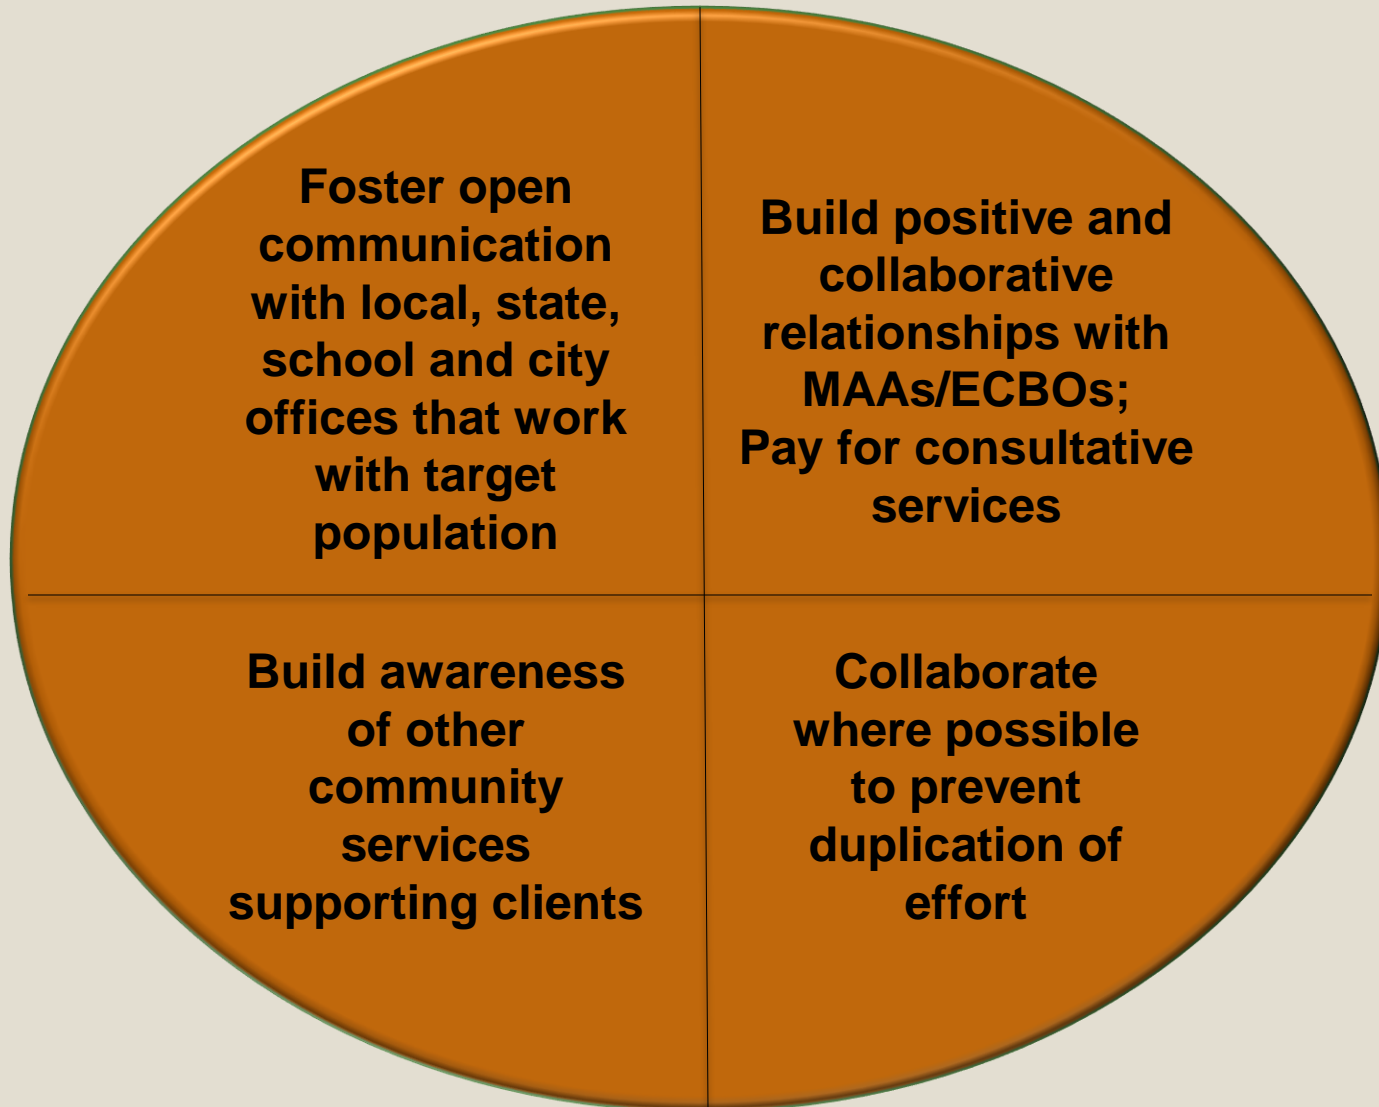 Foster open
communication
with local, state,
school and city
offices that work
with target
population
Build positive and
collaborative
relationships with
MAAs/ECBOs;
Pay for consultative
services
Build awareness
of other
community
services
supporting clients
Collaborate
where possible
to prevent
duplication of
effort